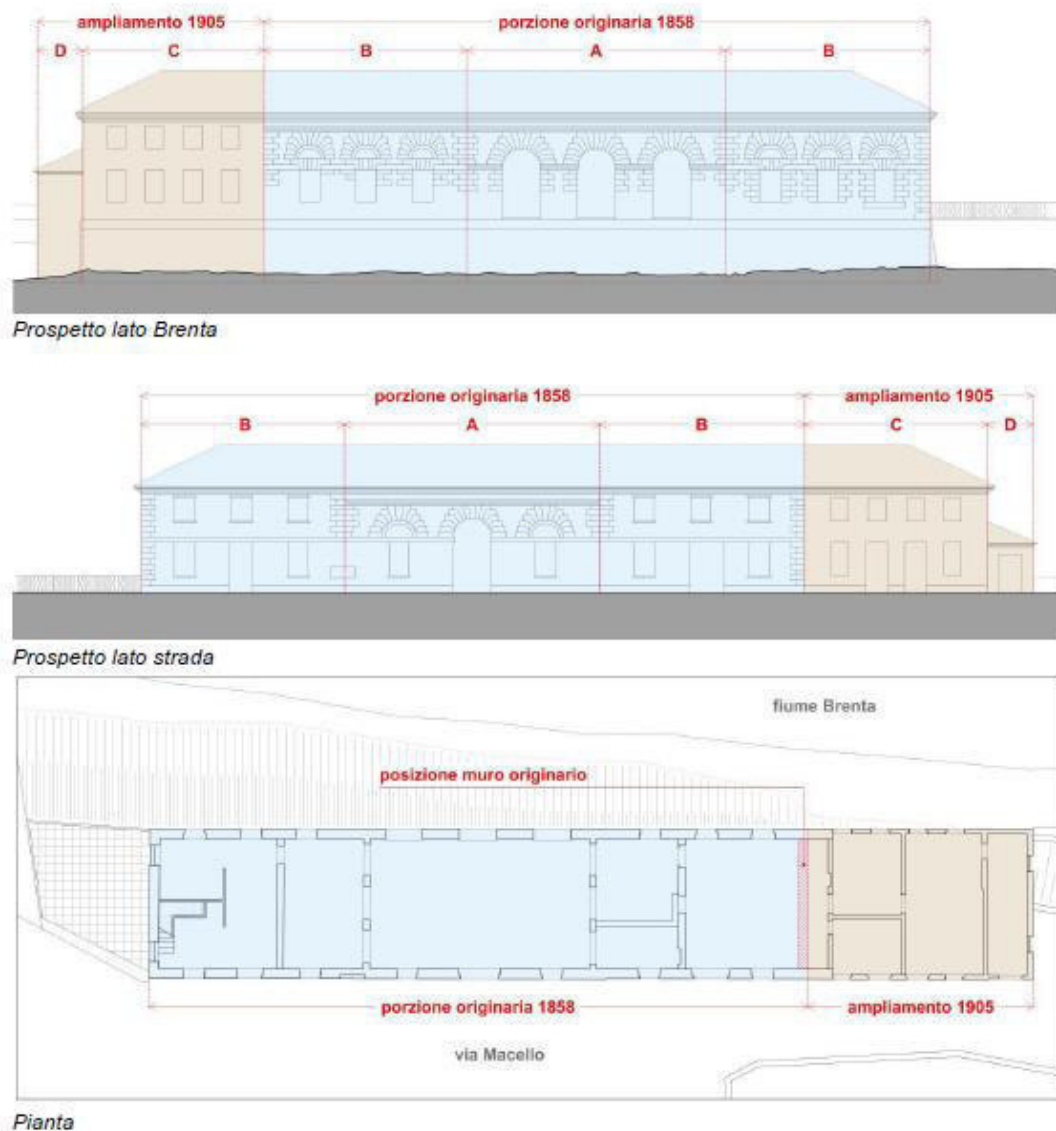 ampliamento 1905 porzione originaria 1858
D C B A B
Prospetto lato Brenta
porzione originaria 1858 ampliamento 1905
B A B C D
Prospetto lato strada
fiume Brenta
posizione muro originario
porzione originaria 1858 ampliamento 1905
via Macello
Pianta